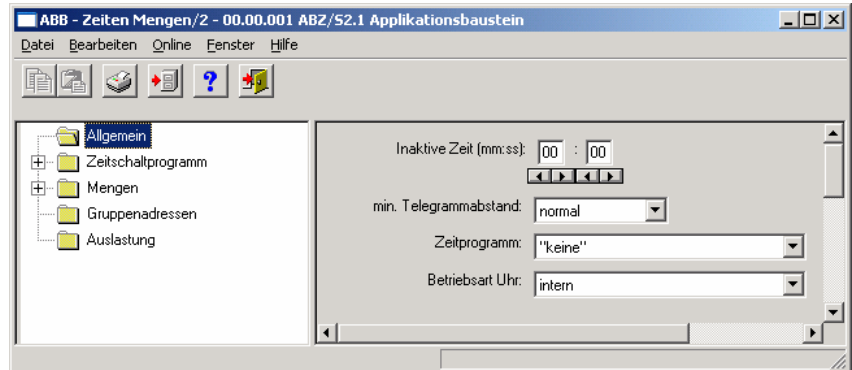 ABB - Zeiten Mengen/2 - 00.00.001 ABZ/S2.1 Applikationsbaustein
Datei Bearbeiten Online Fenster Hilfe
?
Allgemein
Zeitschaltprogramm
Mengen
Gruppenadressen
Auslastung
Inaktive Zeit (mm:ss): 00 : 00
min. Telegrammabstand: normal
Zeitprogramm: "keine"
Betriebsart Uhr: intern